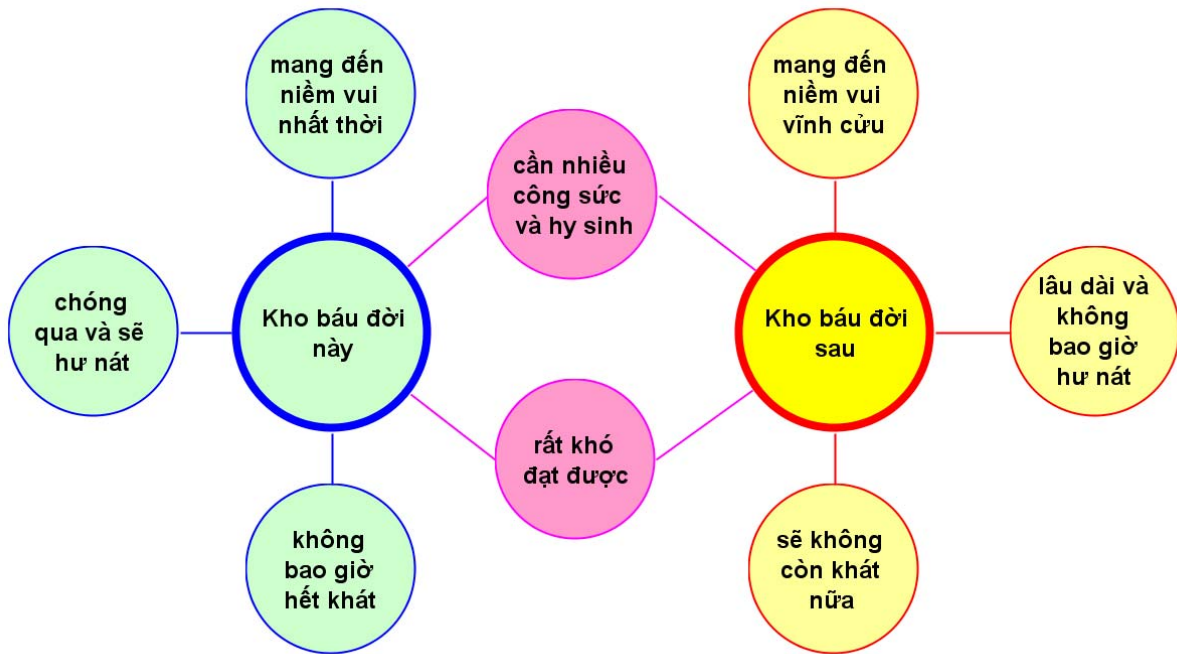 mang đến
niềm vui
nhất thời
mang đến
niềm vui
vĩnh cửu
cần nhiều
công sức
và hy sinh
chóng
qua và sẽ
hư nát
Kho báu đời
này
Kho báu đời
sau
lâu dài và
không
bao giờ
hư nát
rất khó
đạt được
không
bao giờ
hết khát
sẽ không
còn khát
nữa